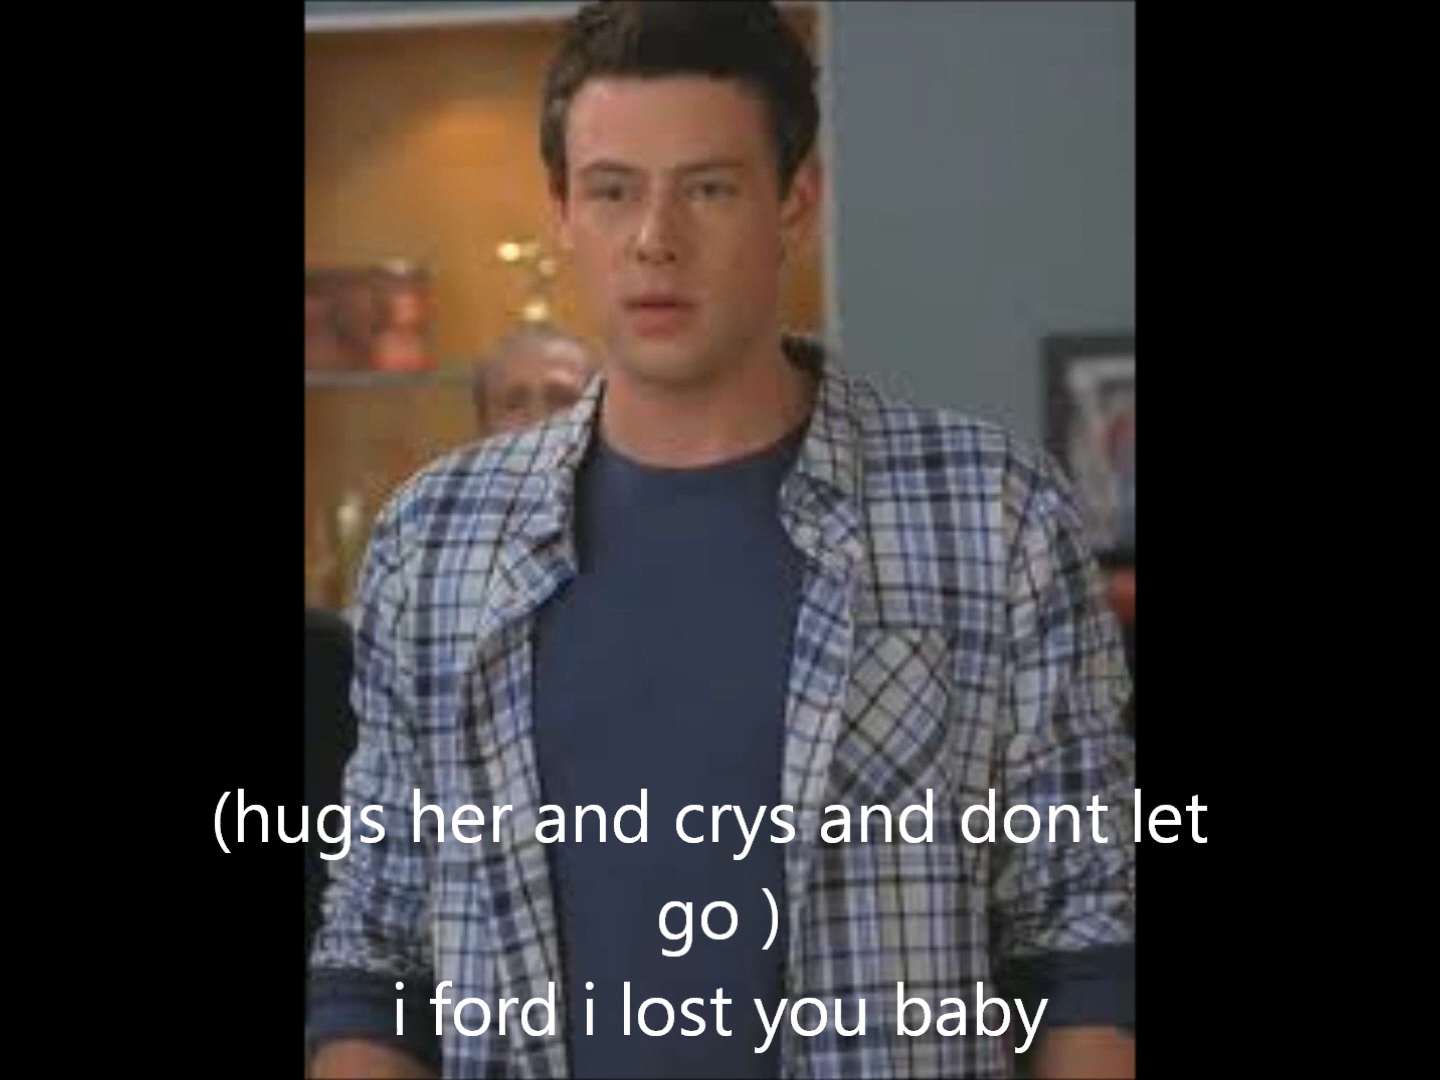 (hugs her and crys and dont let
go )
i ford i lost you baby